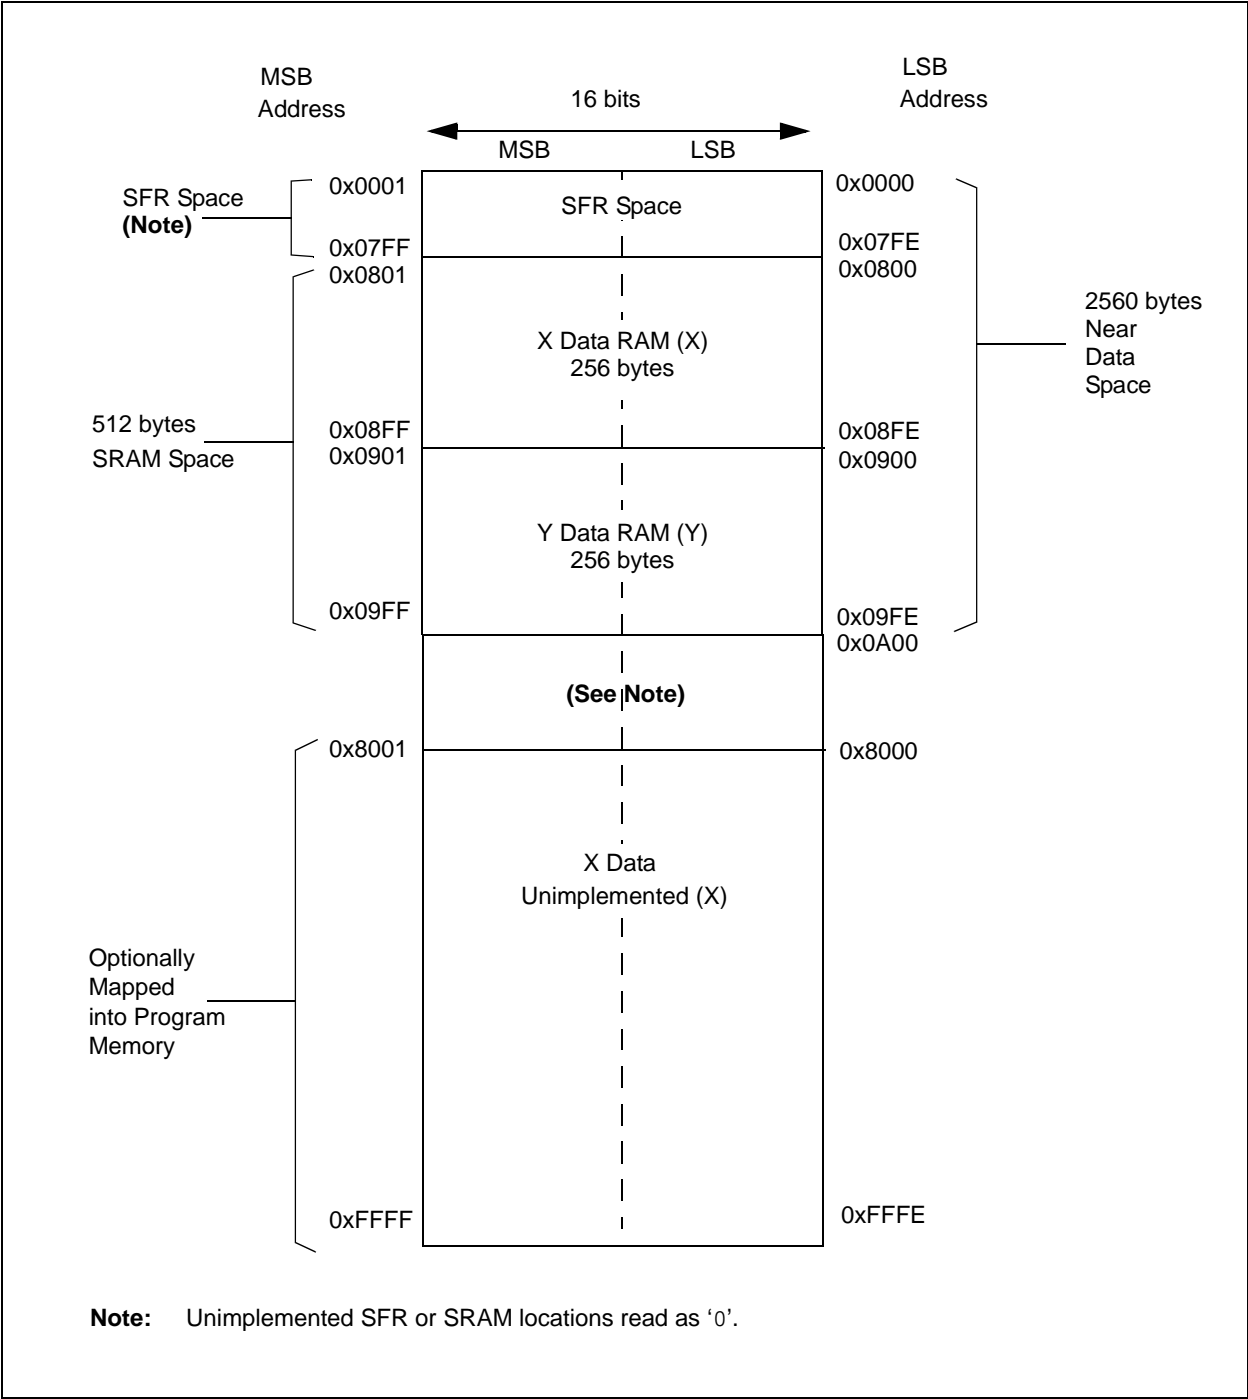 MSB
Address
16 bits
LSB
Address
MSB
LSB
SFR Space
(Note)
0x0001
SFR Space
0x0000
0x07FF
0x07FE
0x0801
0x0800
2560 bytes
Near
Data
Space
X Data RAM (X)
256 bytes
512 bytes
SRAM Space
0x08FF
0x08FE
0x0901
0x0900
Y Data RAM (Y)
256 bytes
0x09FF
0x09FE
0x0A00
(See Note)
0x8001
0x8000
X Data
Unimplemented (X)
Optionally
Mapped
into Program
Memory
0xFFFF
0xFFFE
Note: Unimplemented SFR or SRAM locations read as ‘0’.